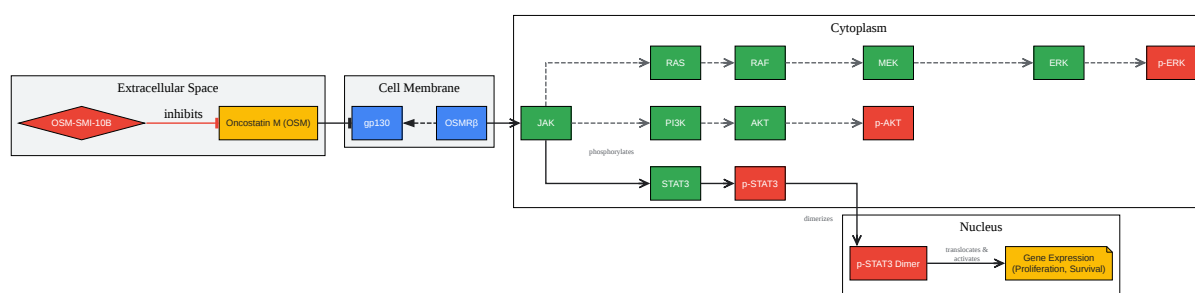 Cytoplasm
RAS
RAF
MEK
ERK
p-ERK
Extracellular Space
OSM-SMI-10B
inhibits
Oncostatin M (OSM)
Cell Membrane
gp130
OSMRβ
JAK
PI3K
AKT
p-AKT
phosphorylates
STAT3
p-STAT3
dimerizes
Nucleus
p-STAT3 Dimer
translocates &
activates
Gene Expression
(Proliferation, Survival)